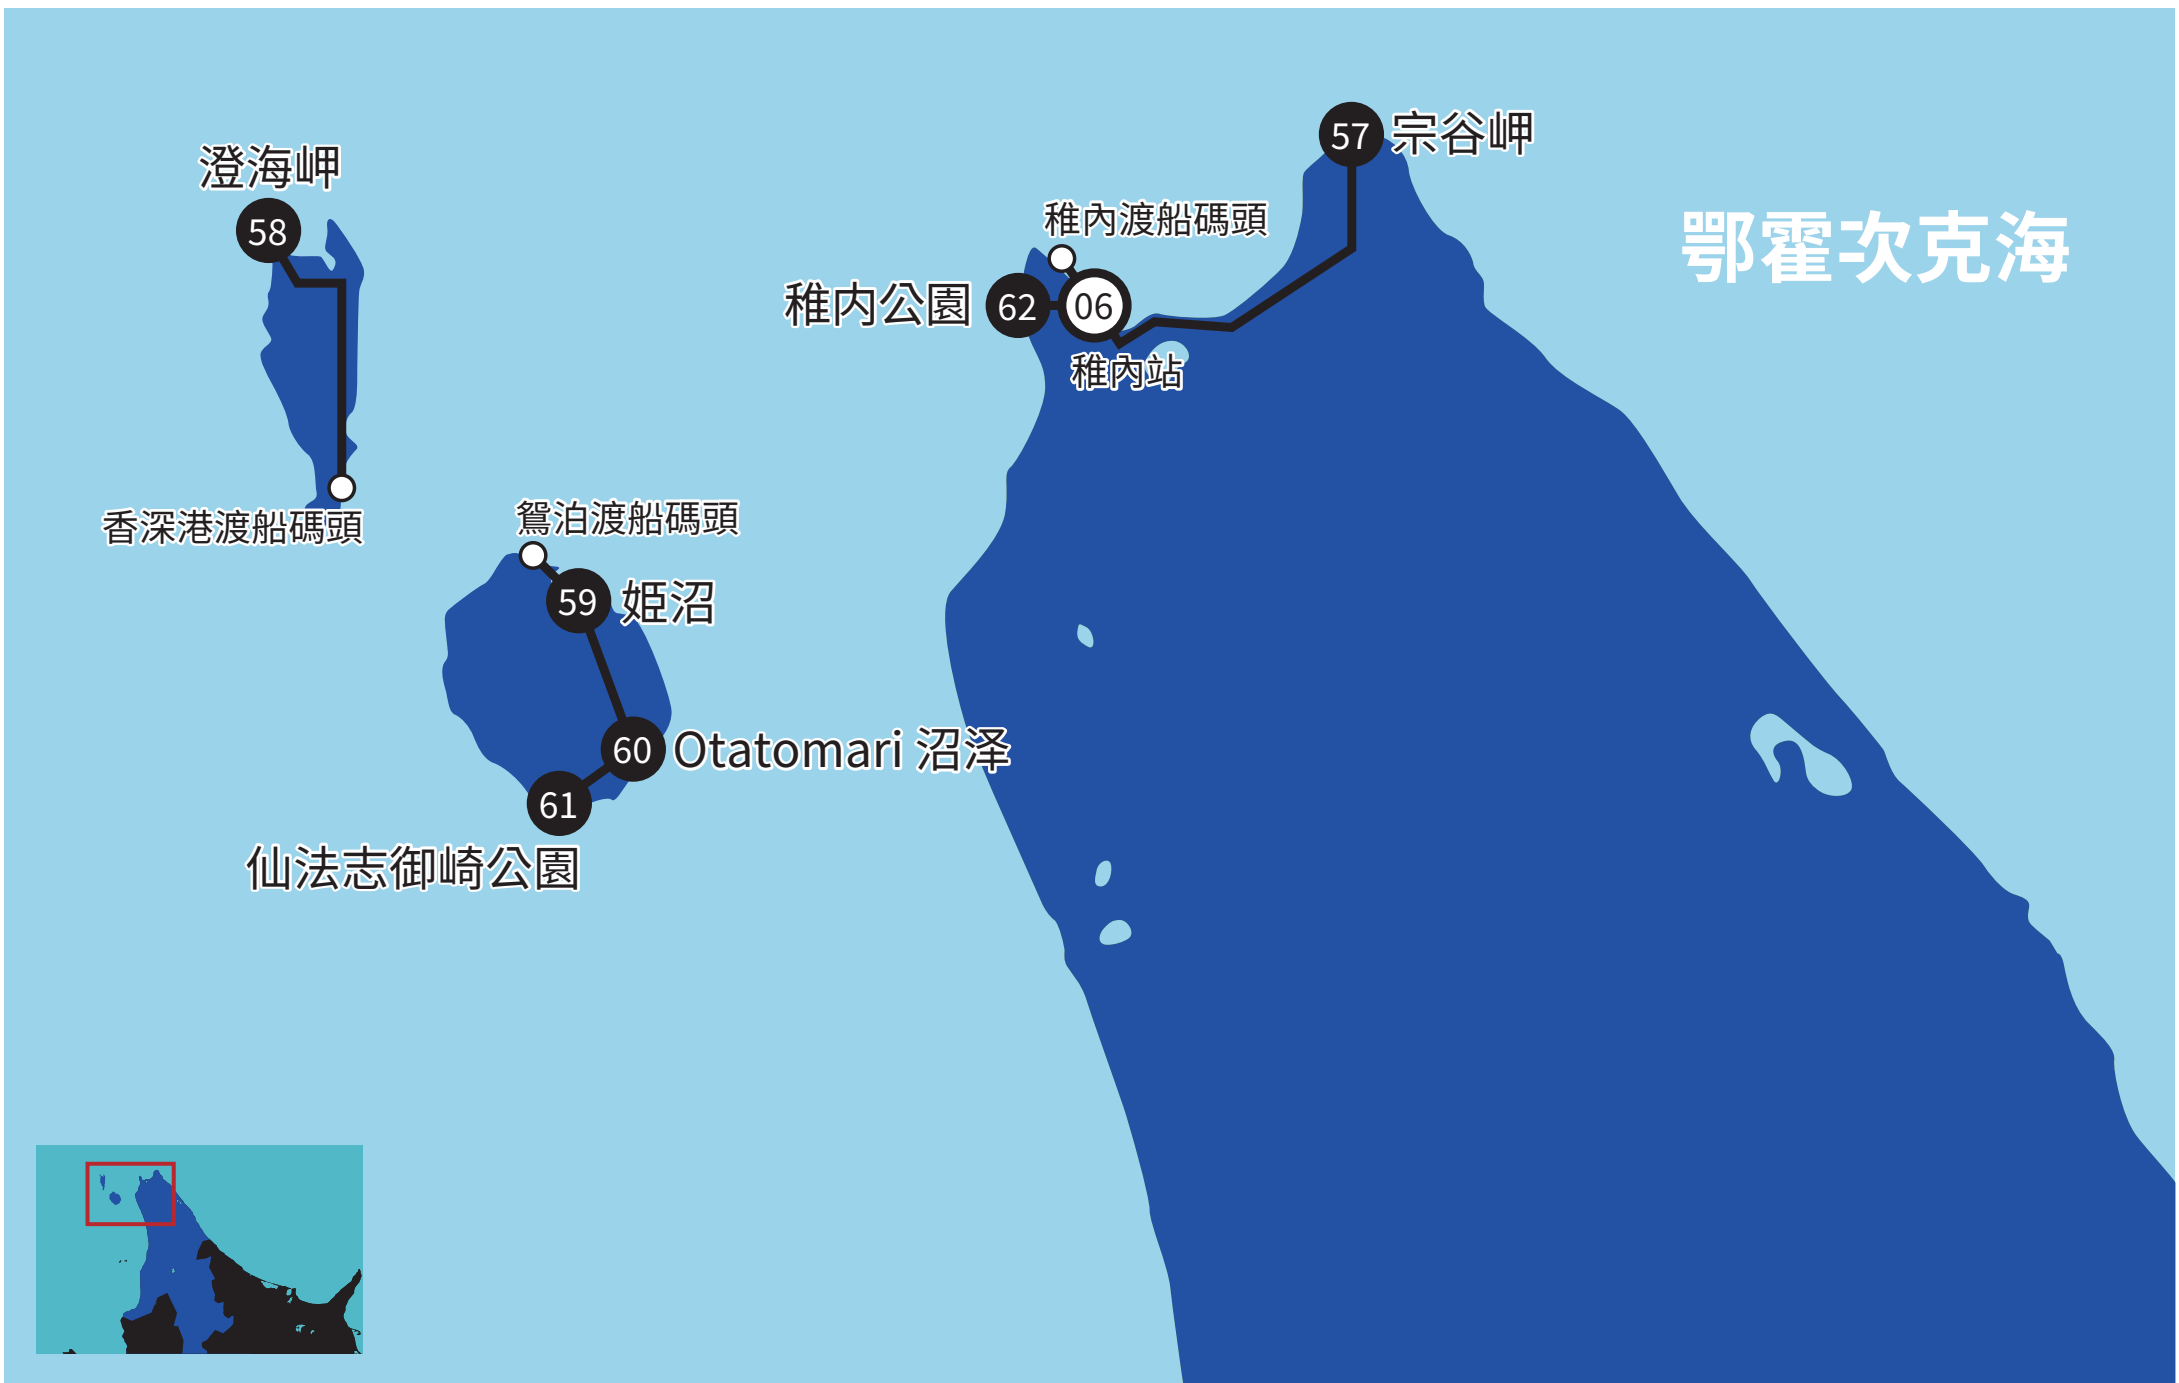 57 宗谷岬
澄海岬
58
鄂霍次克海
稚內渡船碼頭
稚内公園 62 06
稚內站
香深港渡船碼頭
鴛泊渡船碼頭
59 姫沼
60 Otatomari 沼泽
61
仙法志御崎公園